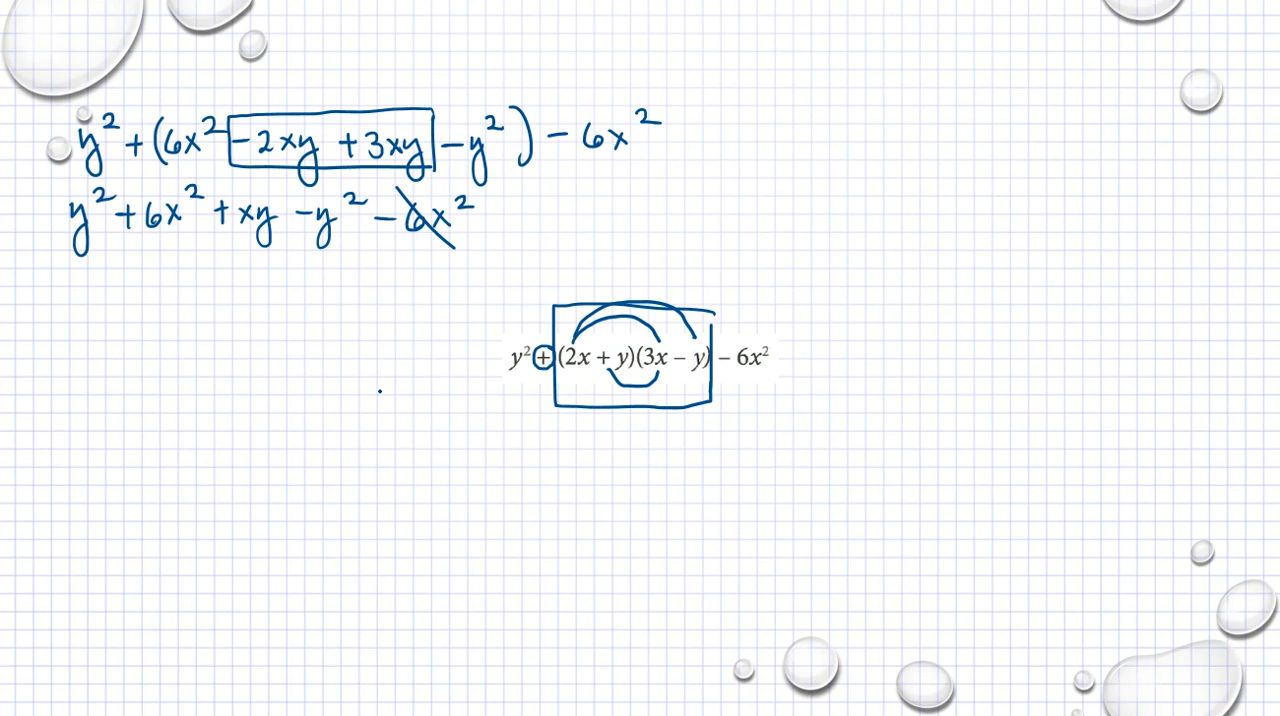 y² + (6x² - 2xy + 3xy - y²) - 6x²
y² + 6x² + xy - y² - 6x²
y² + (2x + y)(3x − y) − 6x²